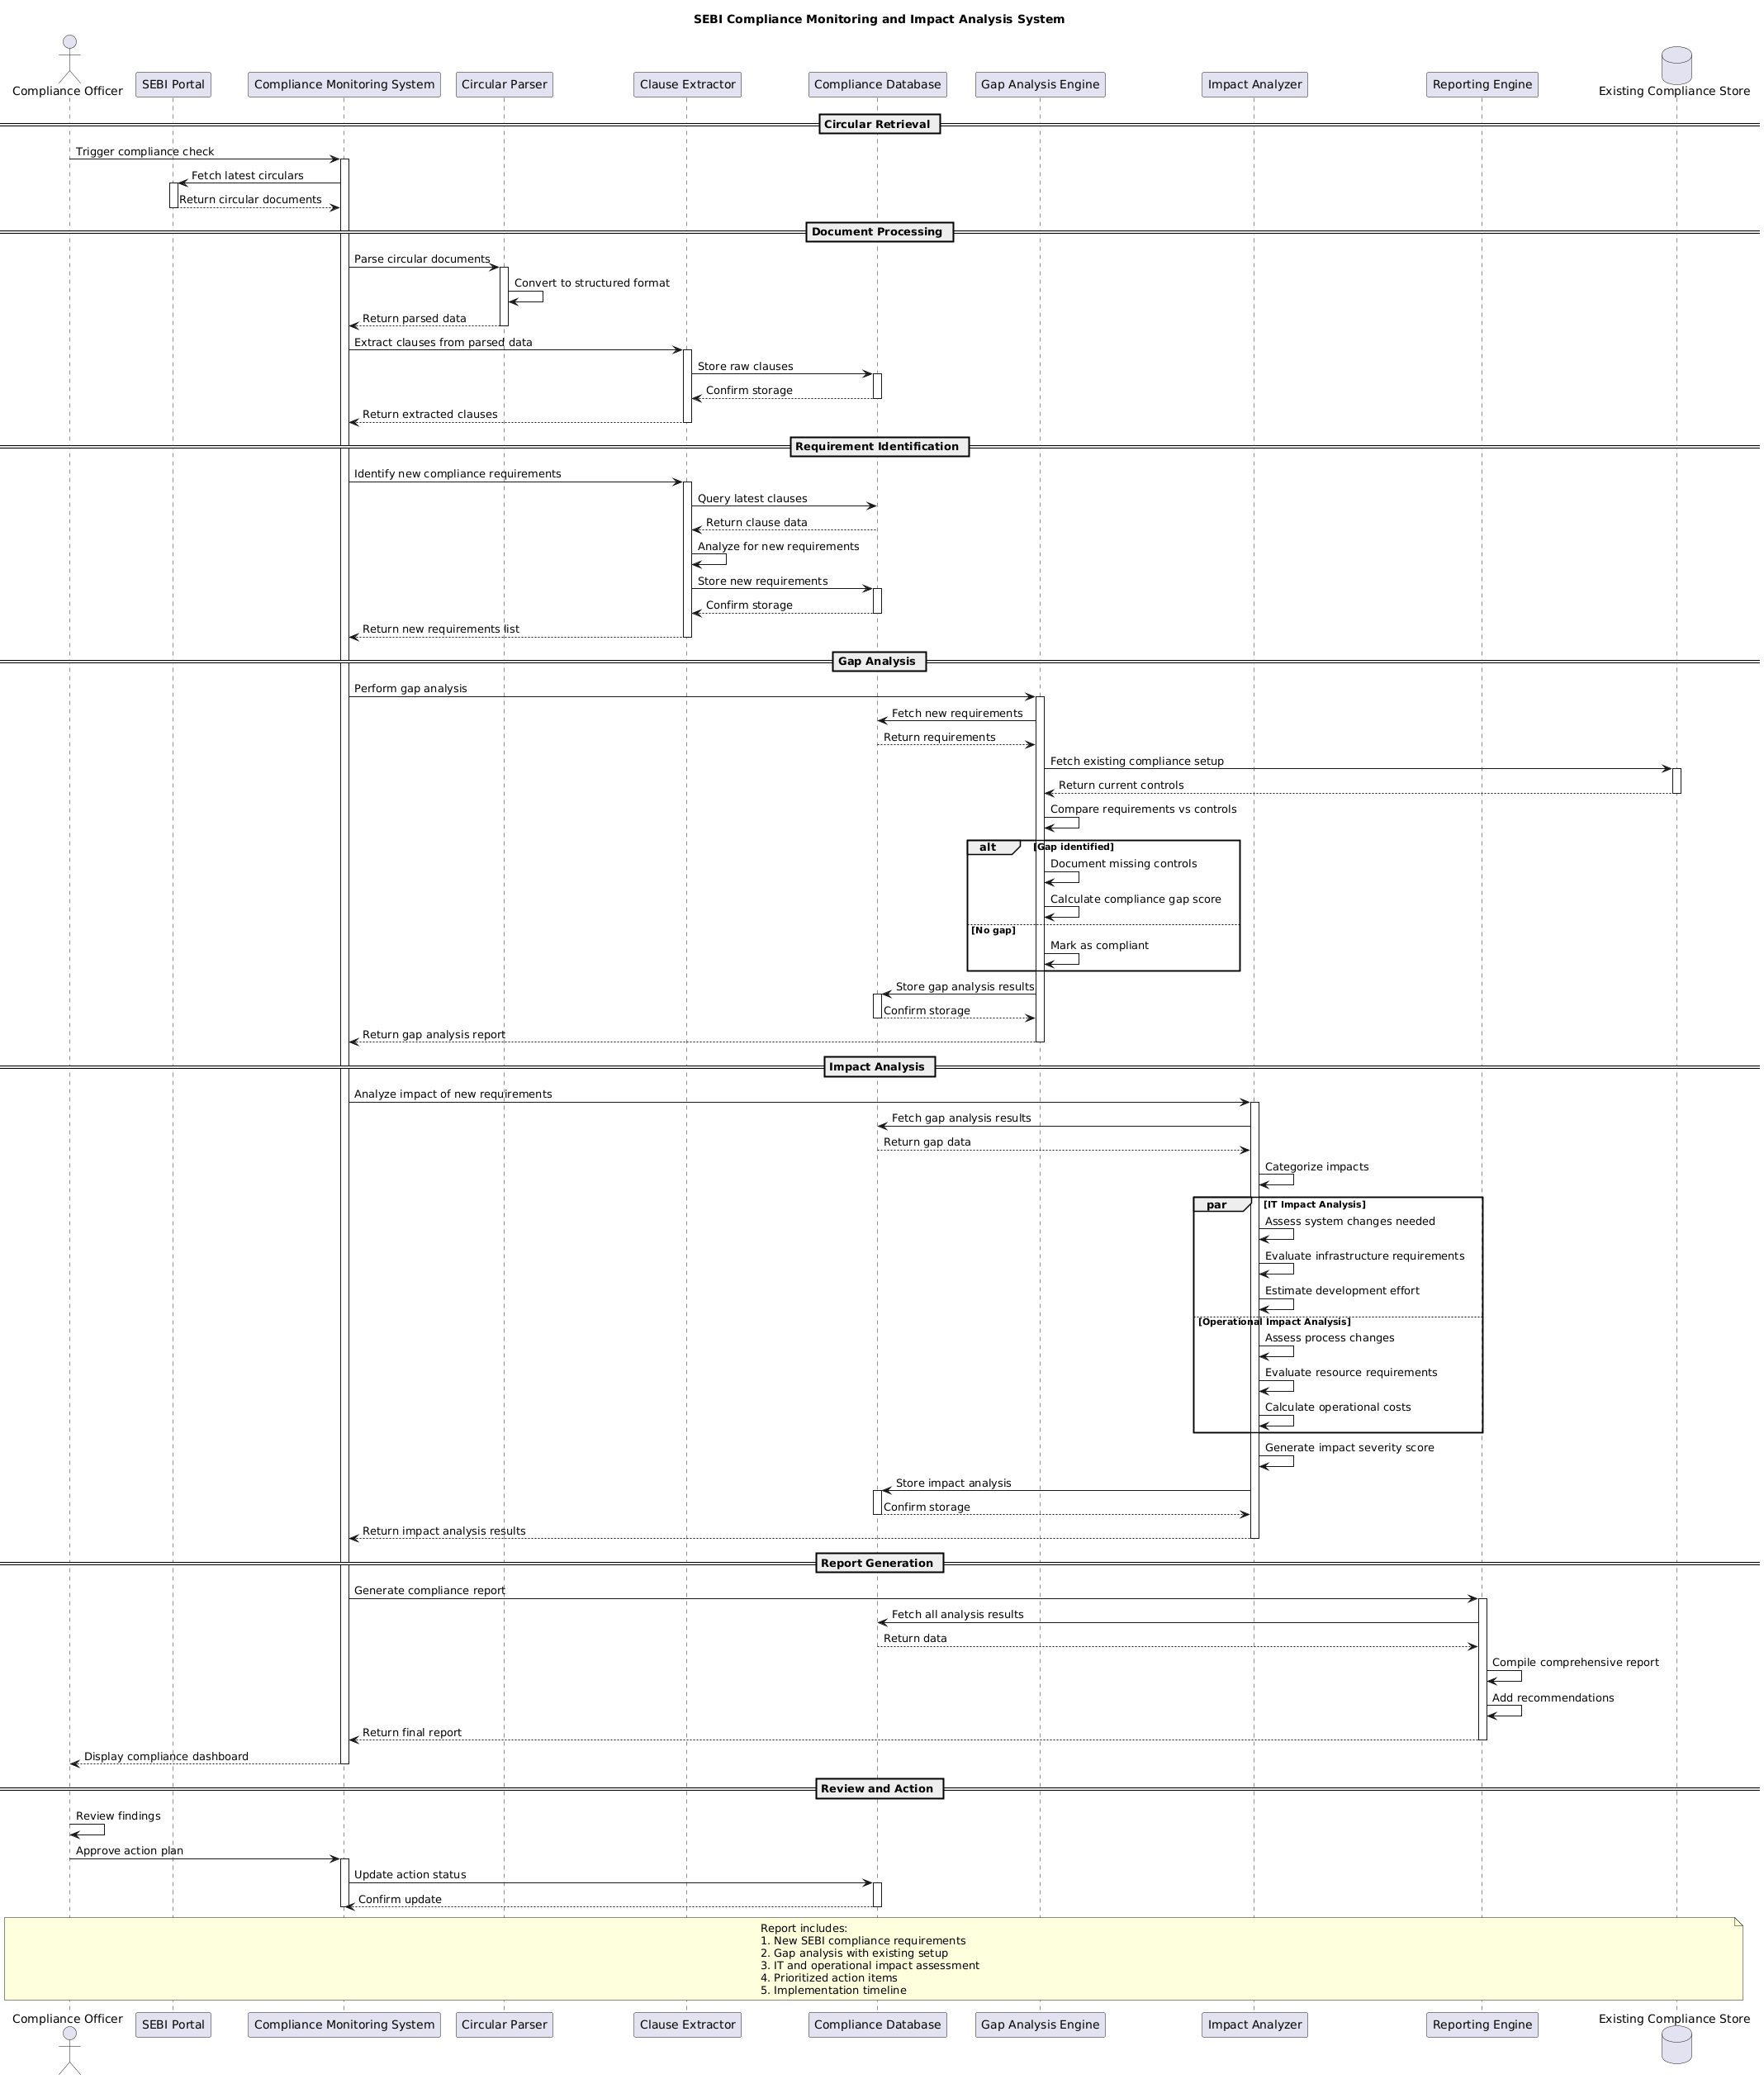 SEBI Compliance Monitoring and Impact Analysis System
Compliance Officer
SEBI Portal
Compliance Monitoring System
Circular Parser
Clause Extractor
Compliance Database
Gap Analysis Engine
Impact Analyzer
Reporting Engine
Existing Compliance Store
Circular Retrieval
Trigger compliance check
Fetch latest circulars
Return circular documents
Document Processing
Parse circular documents
Convert to structured format
Return parsed data
Extract clauses from parsed data
Store raw clauses
Confirm storage
Return extracted clauses
Requirement Identification
Identify new compliance requirements
Query latest clauses
Return clause data
Analyze for new requirements
Store new requirements
Confirm storage
Return new requirements list
Gap Analysis
Perform gap analysis
Fetch new requirements
Return requirements
Fetch existing compliance setup
Return current controls
Compare requirements vs controls
alt
[Gap identified]
Document missing controls
Calculate compliance gap score
[No gap]
Mark as compliant
Store gap analysis results
Confirm storage
Return gap analysis report
Impact Analysis
Analyze impact of new requirements
Fetch gap analysis results
Return gap data
Categorize impacts
par
[IT Impact Analysis]
Assess system changes needed
Evaluate infrastructure requirements
Estimate development effort
[Operational Impact Analysis]
Assess process changes
Evaluate resource requirements
Calculate operational costs
Generate impact severity score
Store impact analysis
Confirm storage
Return impact analysis results
Report Generation
Generate compliance report
Fetch all analysis results
Return data
Compile comprehensive report
Add recommendations
Return final report
Display compliance dashboard
Review and Action
Review findings
Approve action plan
Update action status
Confirm update
Report includes:
1. New SEBI compliance requirements
2. Gap analysis with existing setup
3. IT and operational impact assessment
4. Prioritized action items
5. Implementation timeline
Compliance Officer
SEBI Portal
Compliance Monitoring System
Circular Parser
Clause Extractor
Compliance Database
Gap Analysis Engine
Impact Analyzer
Reporting Engine
Existing Compliance Store